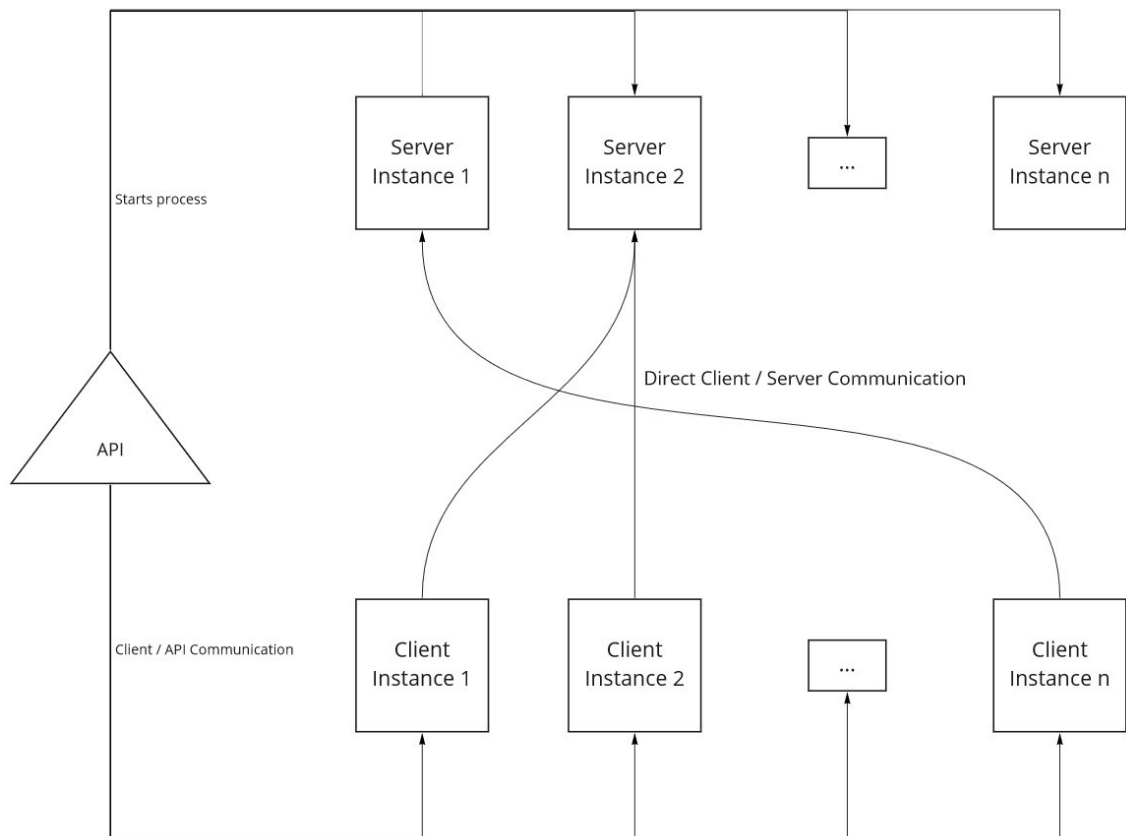 Server
Instance 1
Server
Instance 2
...
Server
Instance n
Starts process
Direct Client / Server Communication
API
Client / API Communication
Client
Instance 1
Client
Instance 2
...
Client
Instance n